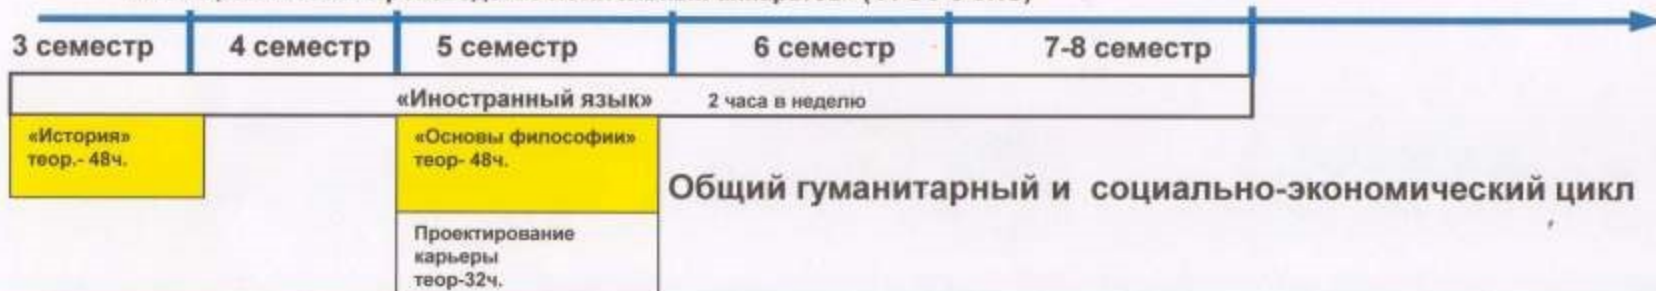 3 семестр 4 семестр 5 семестр 6 семестр 7-8 семестр
«Иностранный язык» 2 часа в неделю
«История»
теор.- 48ч.
«Основы философии»
теор- 48ч.
Общий гуманитарный и социально-экономический цикл
Проектирование
карьеры
теор-32ч.